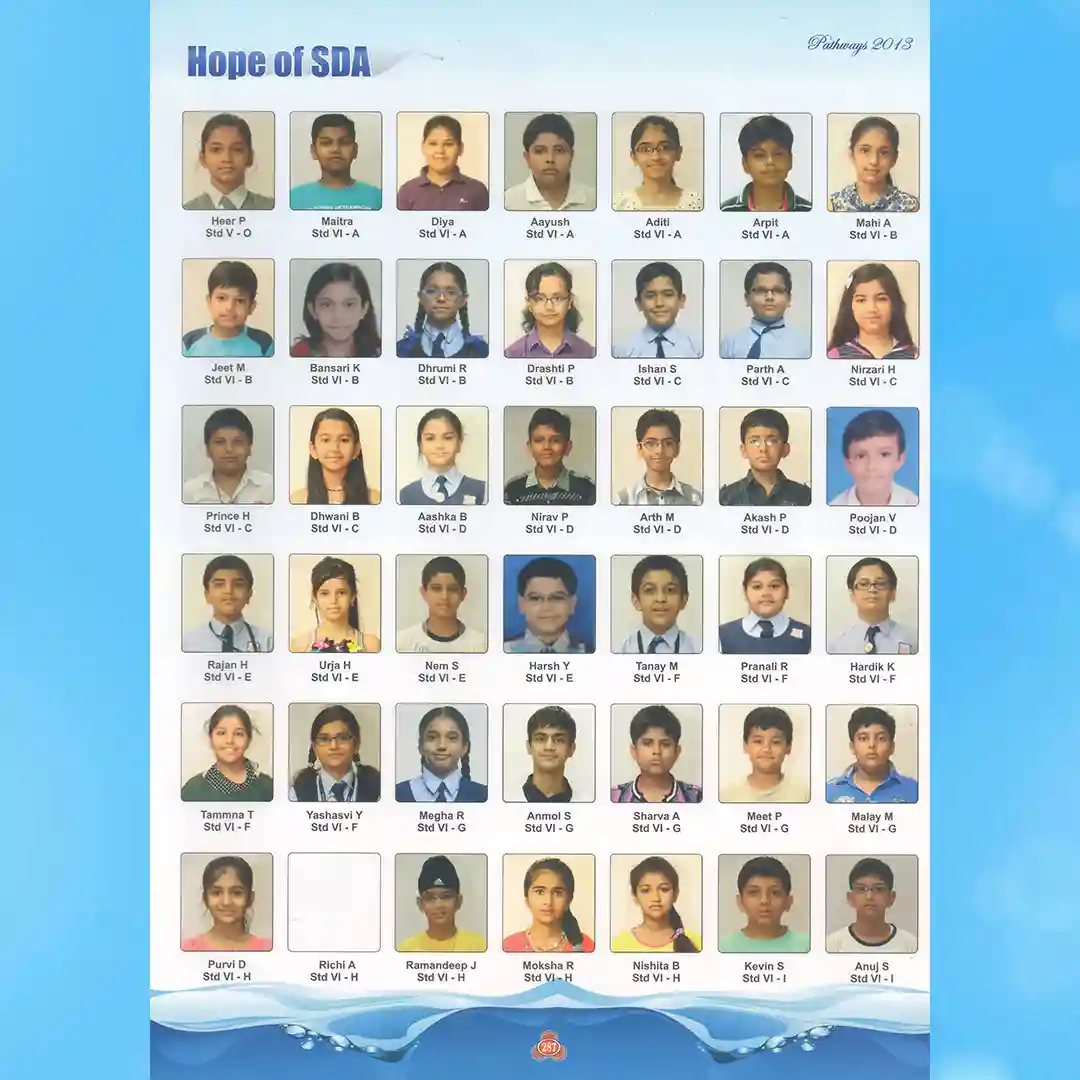 Hope of SDA
Pathways 2013
Heer P
Std V - O
Maitra
Std VI - A
Diya
Std VI - A
Aayush
Std VI - A
Aditi
Std VI - A
Arpit
Std VI - A
Mahi A
Std VI - B
Jeet M
Std VI - B
Bansari K
Std VI - B
Dhrumi R
Std VI - B
Drashti P
Std VI - B
Ishan S
Std VI - C
Parth A
Std VI - C
Nirzari H
Std VI - C
Prince H
Std VI - C
Dhwani B
Std VI - C
Aashka B
Std VI - D
Nirav P
Std VI - D
Arth M
Std VI - D
Akash P
Std VI - D
Poojan V
Std VI - D
Rajan H
Std VI - E
Urja H
Std VI - E
Nem S
Std VI - E
Harsh Y
Std VI - E
Tanay M
Std VI - F
Pranali R
Std VI - F
Hardik K
Std VI - F
Tammna T
Std VI - F
Yashasvi Y
Std VI - F
Megha R
Std VI - G
Anmol S
Std VI - G
Sharva A
Std VI - G
Meet P
Std VI - G
Malay M
Std VI - G
Purvi D
Std VI - H
Richi A
Std VI - H
Ramandeep J
Std VI - H
Moksha R
Std VI - H
Nishita B
Std VI - H
Kevin S
Std VI - I
Anuj S
Std VI - I
287